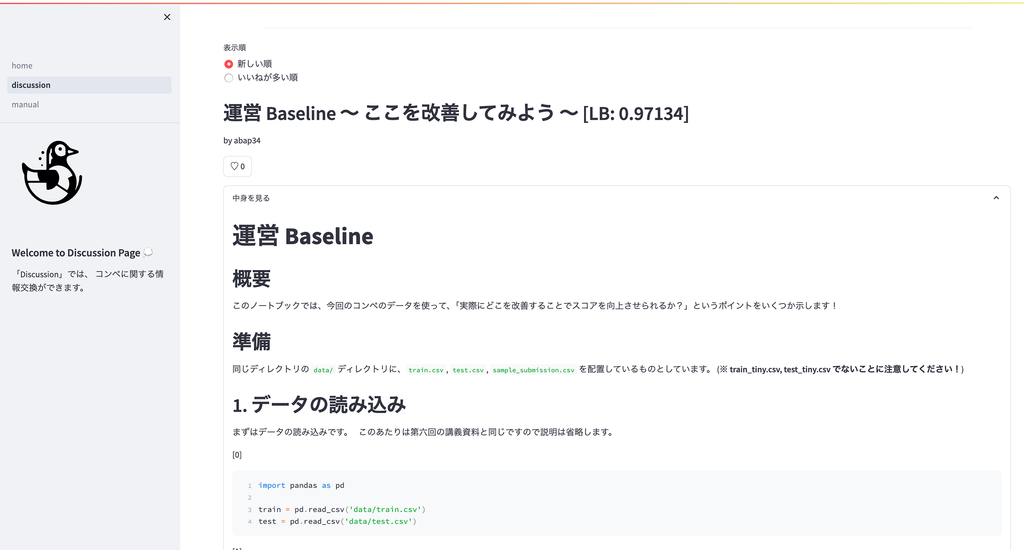 ×
home
discussion
manual
Welcome to Discussion Page 💭
「Discussion」では、 コンペに関する情
報交換ができます。
表示順
新しい順
いいねが多い順
運営 Baseline 〜 ここを改善してみよう 〜 [LB: 0.97134]
by abap34
♡ 0
中身を見る
運営 Baseline
概要
このノートブックでは、今回のコンペのデータを使って、「実際にどこを改善することでスコアを向上させられるか？」というポイントをいくつか示します！
準備
同じディレクトリの data/ ディレクトリに、 train.csv , test.csv , sample_submission.csv を配置しているものとしています。 (※ train_tiny.csv, test_tiny.csv でないことに注意してください！)
1. データの読み込み
まずはデータの読み込みです。 このあたりは第六回の講義資料と同じですので説明は省略します。
[0]
1 import pandas as pd
2
3 train = pd.read_csv('data/train.csv')
4 test = pd.read_csv('data/test.csv')